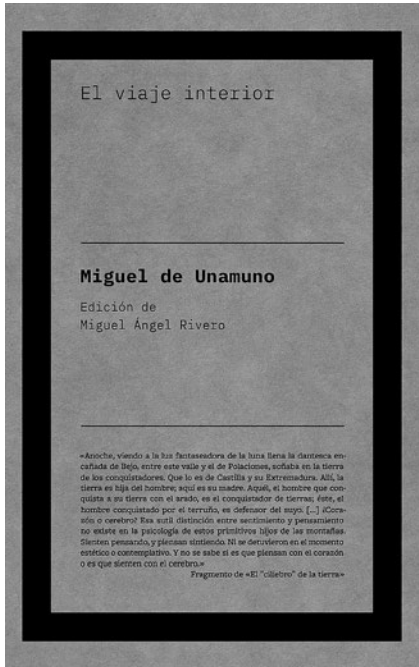 El viaje interior
Miguel de Unamuno
Edición de
Miguel Ángel Rivero
«Anoche, viendo a la luz fantaseadora de la luna llena la dantesca en-
cañada de Bejo, entre este valle y el de Polaciones, soñaba en la tierra
de los conquistadores. Que lo es de Castilla y su Extremadura. Allí, la
tierra es hija del hombre; aquí es su madre. Aquél, el hombre que con-
quista a su tierra con el arado, es el conquistador de tierras; éste, el
hombre conquistado por el terruño, es defensor del suyo. [...] ¿Cora-
zón o cerebro? Esa sutil distinción entre sentimiento y pensamiento
no existe en la psicología de estos primitivos hijos de las montañas.
Sienten pensando, y piensan sintiendo. Ni se detuvieron en el momento
estético o contemplativo. Y no se sabe si es que piensan con el corazón
o es que sienten con el cerebro.»
Fragmento de «El "cillebro" de la tierra»